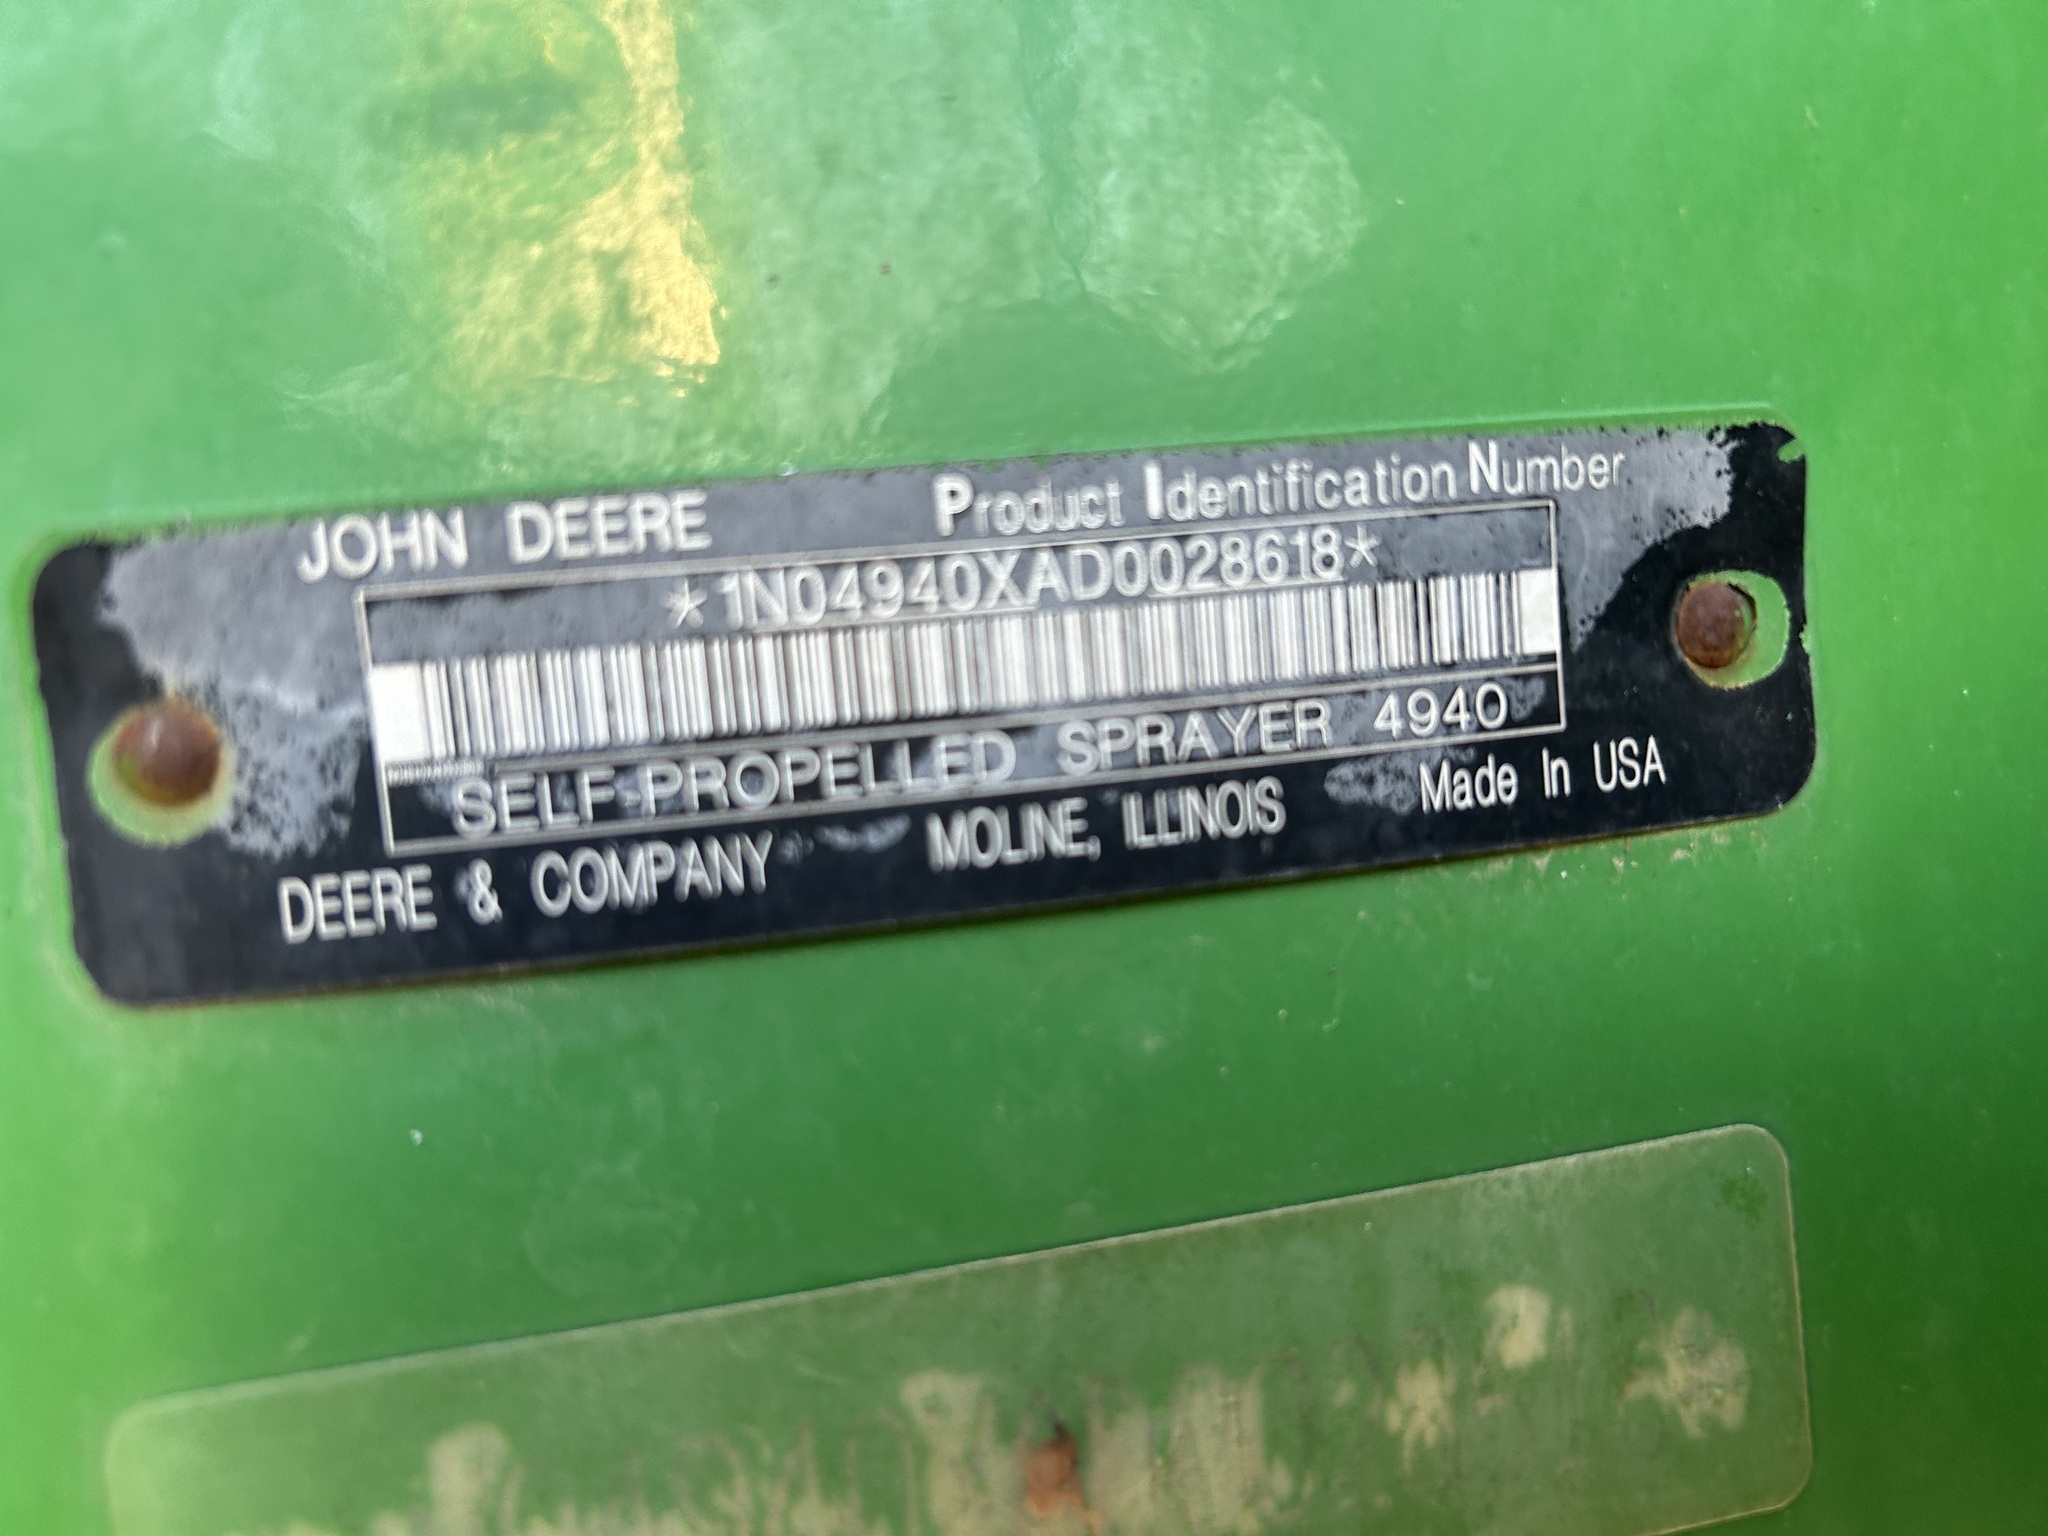 JOHN DEERE Product Identification Number
*1N04940XAD0028618*
SELF-PROPELLED SPRAYER 4940
DEERE & COMPANY MOLINE, ILLINOIS Made In USA